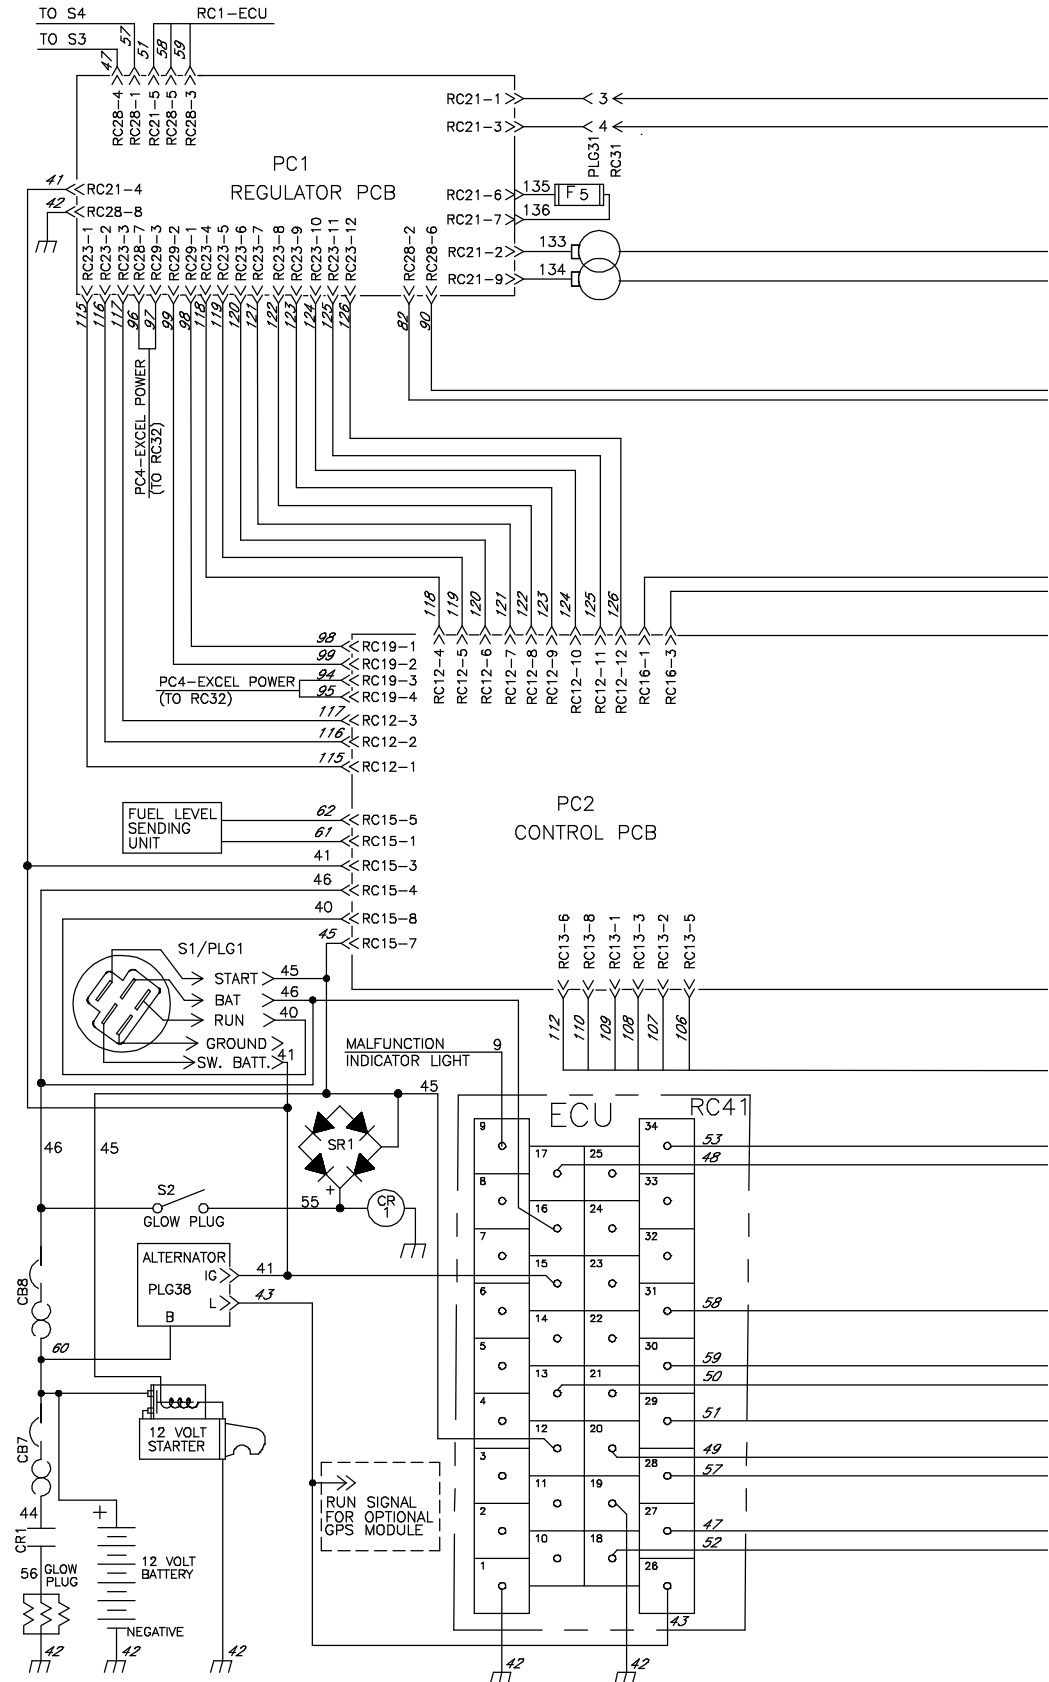 TO S4
TO S3
RC1-ECU
47
57
51
58
59
RC28-4
RC28-1
RC21-5
RC28-5
RC28-3
PC1
REGULATOR PCB
41
RC21-4
42
RC28-8
RC21-1
3
RC21-3
4
PLG31
RC31
RC21-6
135
F 5
RC21-7
136
RC21-2
133
RC21-9
134
RC23-1
RC23-2
RC23-3
RC28-7
RC29-3
RC29-2
RC29-1
RC23-4
RC23-5
RC23-6
RC23-7
RC23-8
RC23-9
RC23-10
RC23-11
RC23-12
RC28-2
RC28-6
115
116
117
96
97
99
98
118
119
120
121
122
123
124
125
126
82
90
PC4-EXCEL POWER
(TO RC32)
118
119
120
121
122
123
124
125
126
RC12-4
RC12-5
RC12-6
RC12-7
RC12-8
RC12-9
RC12-10
RC12-11
RC12-12
RC16-1
RC16-3
98
RC19-1
99
RC19-2
PC4-EXCEL POWER
(TO RC32)
94
RC19-3
95
RC19-4
117
RC12-3
116
RC12-2
115
RC12-1
PC2
CONTROL PCB
FUEL LEVEL
SENDING
UNIT
62
RC15-5
61
RC15-1
41
RC15-3
46
RC15-4
40
RC15-8
45
RC15-7
RC13-6
RC13-8
RC13-1
RC13-3
RC13-2
RC13-5
112
110
109
108
107
106
S1/PLG1
START
45
BAT
46
RUN
40
GROUND
SW. BATT.
41
MALFUNCTION
INDICATOR LIGHT
9
45
46
45
SR1
+
S2
GLOW PLUG
55
CR
1
ALTERNATOR
PLG38
IG
41
L
43
B
CB8
60
CB7
12 VOLT
STARTER
44
CR1
56
GLOW
PLUG
+
12 VOLT
BATTERY
NEGATIVE
42
42
42
RUN SIGNAL
FOR OPTIONAL
GPS MODULE
ECU
RC41
9
8
7
6
5
4
3
2
1
17
16
15
14
13
12
11
10
25
24
23
22
21
20
19
18
34
33
32
31
30
29
28
27
26
53
48
58
59
50
51
49
57
47
52
43
42
42